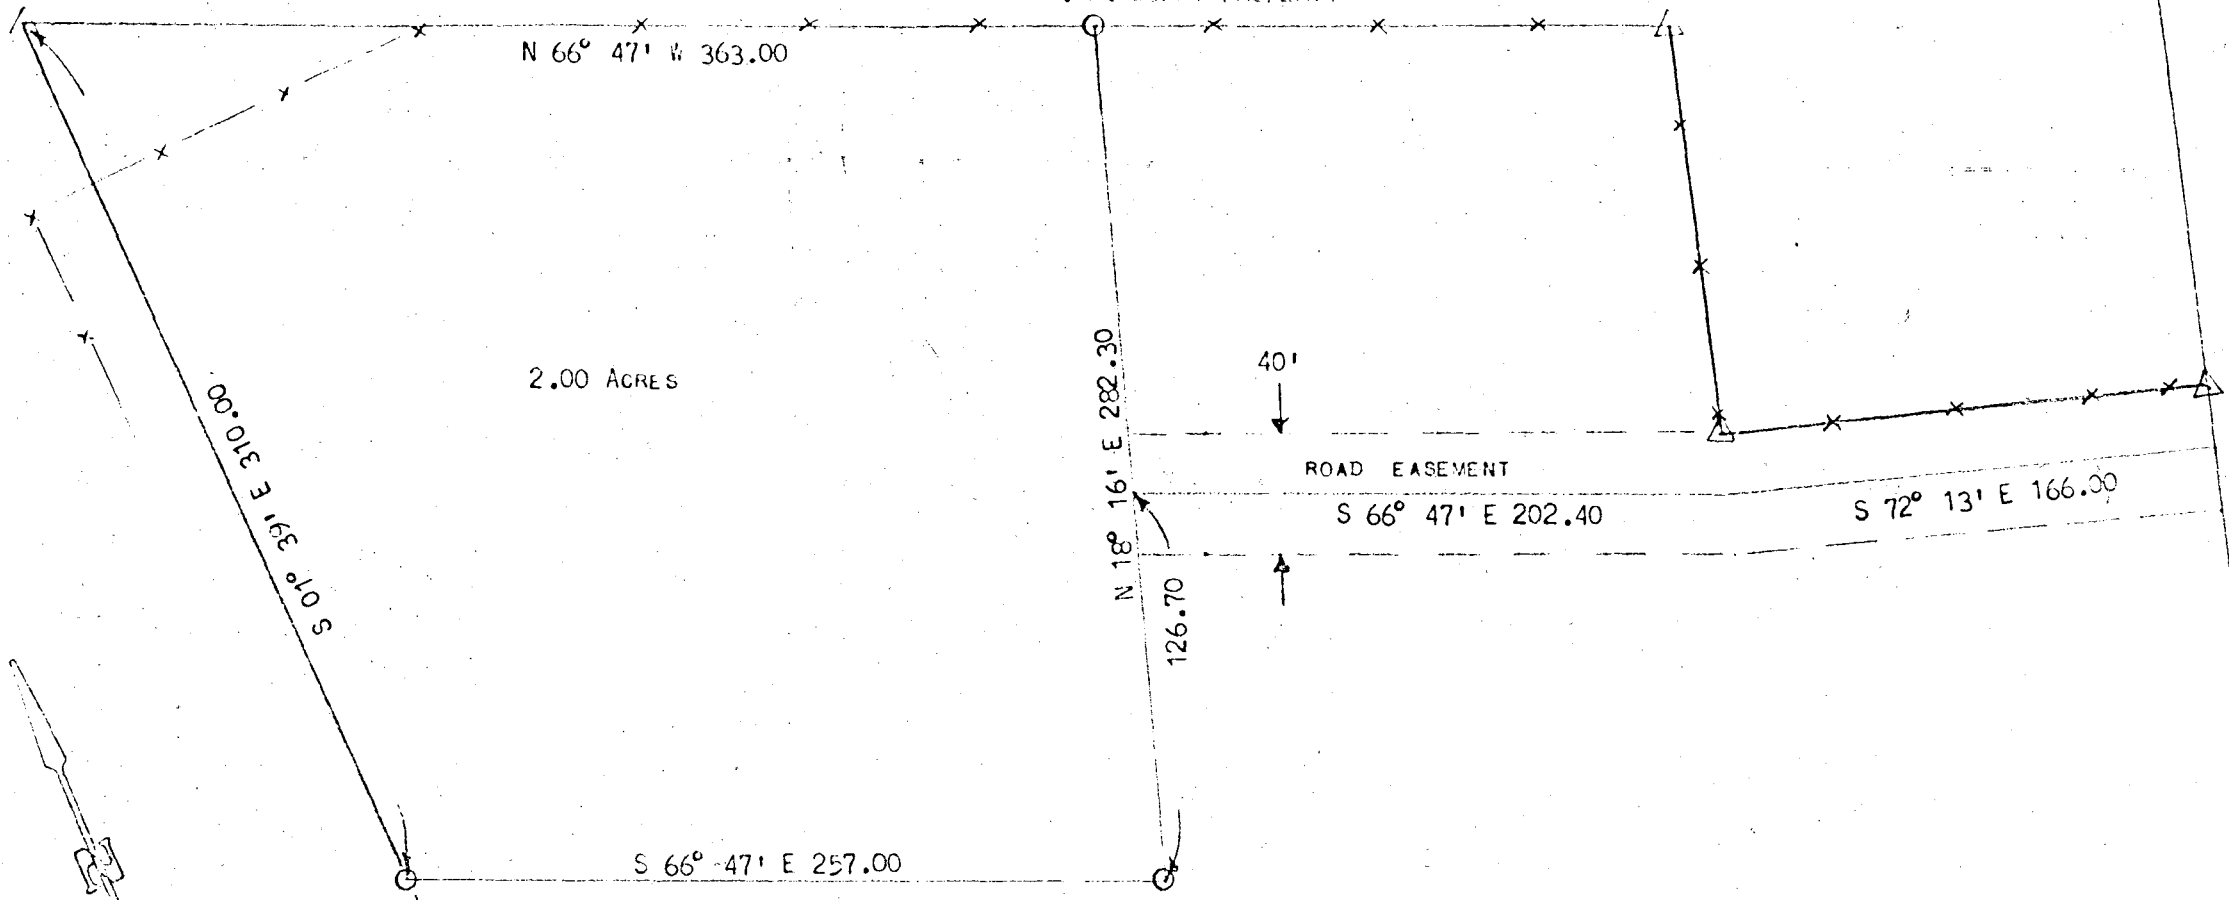 N 66° 47' W 363.00
2.00 ACRES
S 01° 39' E 310.00
N 18° 16' E 282.30
126.70
40'
ROAD EASEMENT
S 66° 47' E 202.40
S 72° 13' E 166.00
S 66° 47' E 257.00